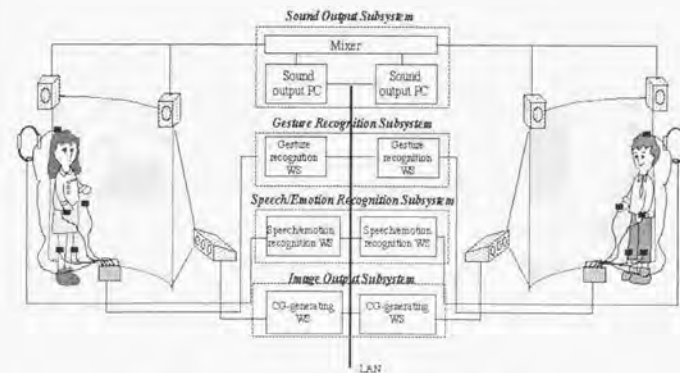 Sound Output Subsystem
Mixer
Sound
output PC
Sound
output PC
Gesture Recognition Subsystem
Gesture
recognition
WS
Gesture
recognition
WS
Speech/Emotion Recognition Subsystem
Speech/emotion
recognition WS
Speech/emotion
recognition WS
Image Output Subsystem
CG-generating
WS
CG-generating
WS
LAN